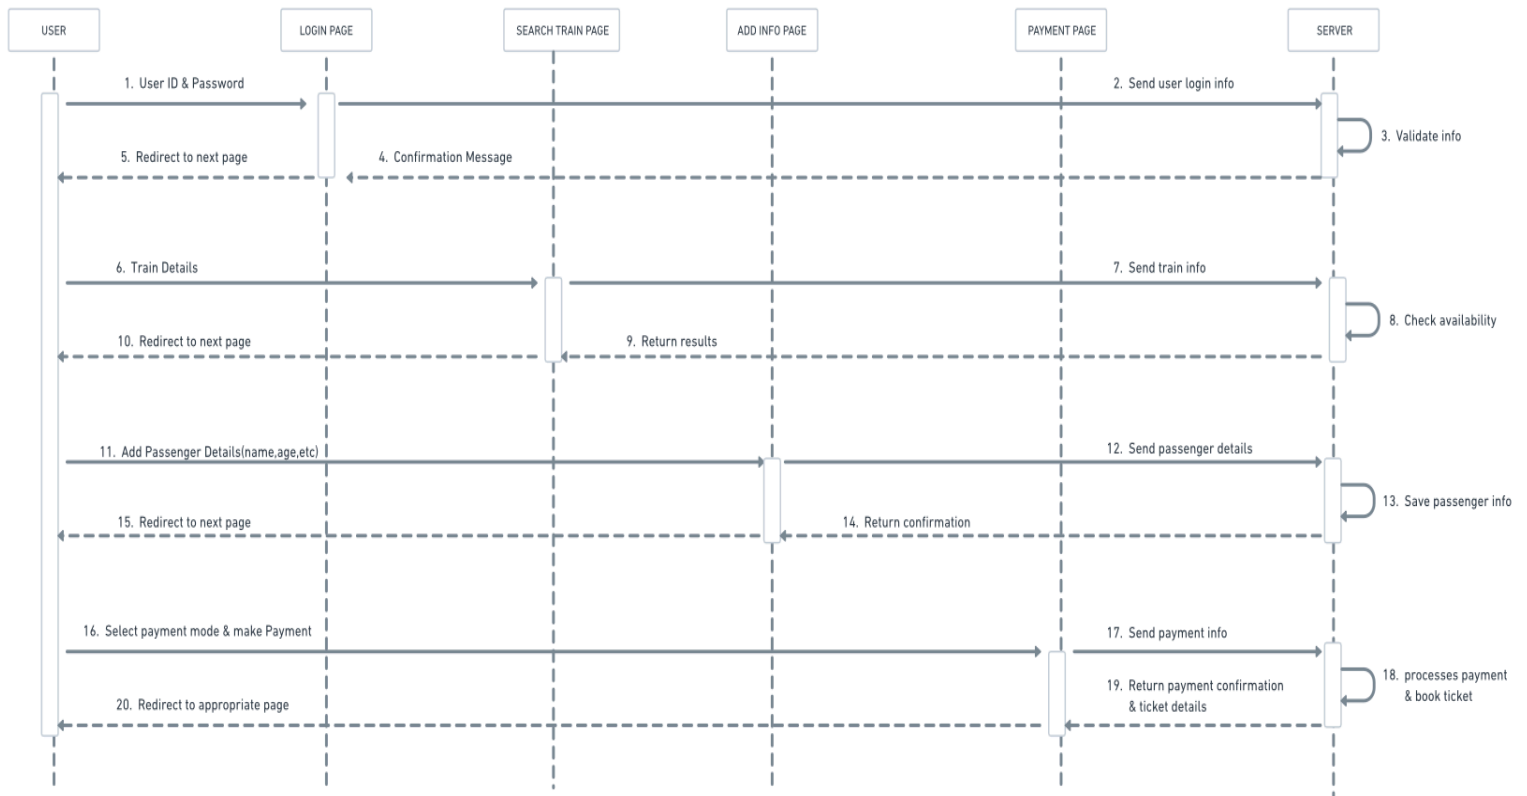 USER
LOGIN PAGE
SEARCH TRAIN PAGE
ADD INFO PAGE
PAYMENT PAGE
SERVER
1. User ID & Password
2. Send user login info
3. Validate info
5. Redirect to next page
4. Confirmation Message
6. Train Details
7. Send train info
8. Check availability
10. Redirect to next page
9. Return results
11. Add Passenger Details(name,age,etc)
12. Send passenger details
13. Save passenger info
15. Redirect to next page
14. Return confirmation
16. Select payment mode & make Payment
17. Send payment info
18. processes payment
& book ticket
19. Return payment confirmation
& ticket details
20. Redirect to appropriate page